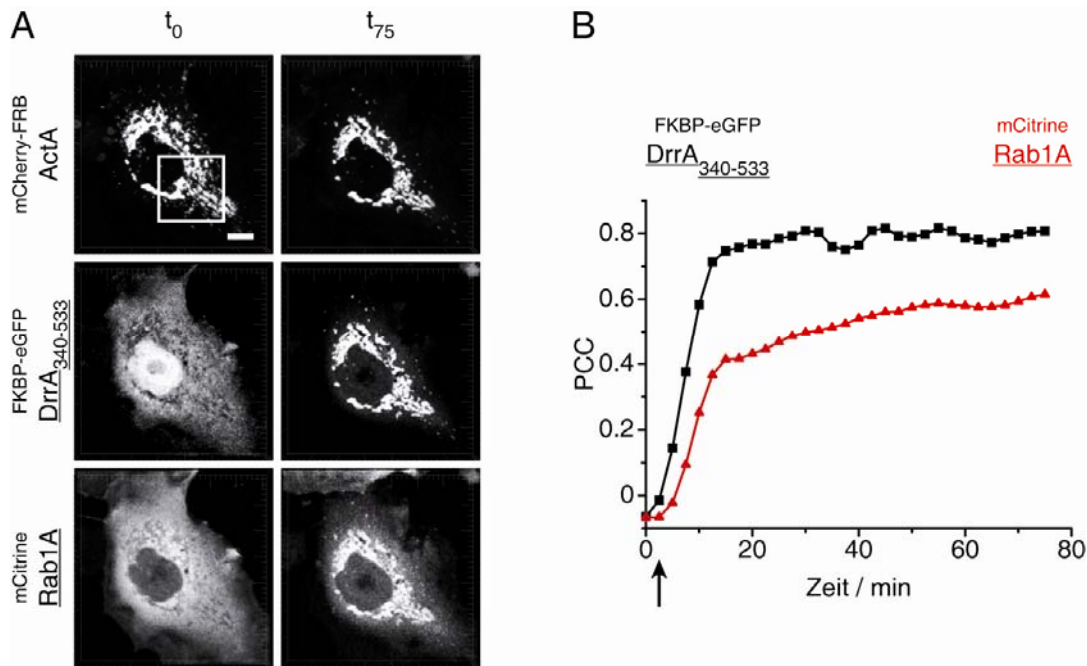 A
t0
t75
mCherry-FRB
ActA
FKBP-eGFP
DrrA340-533
mCitrine
Rab1A
B
FKBP-eGFP
DrrA340-533
mCitrine
Rab1A
PCC
0.8
0.6
0.4
0.2
0
0
20
40
60
80
Zeit / min